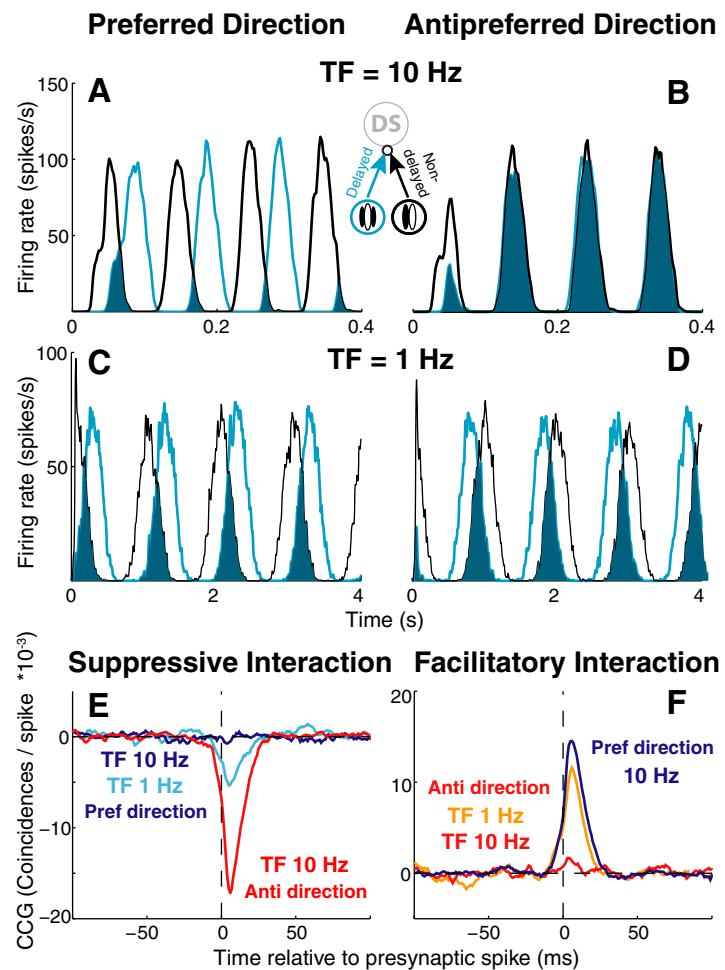 Preferred Direction
Antipreferred Direction
TF = 10 Hz
A
B
150
100
50
Firing rate (spikes/s)
DS
Delayed
Non-
delayed
0
0.2
0.4
0
0.2
0.4
TF = 1 Hz
C
D
100
50
Firing rate (spikes/s)
0
2
4
0
2
4
Time (s)
Suppressive Interaction
Facilitatory Interaction
E
F
CCG (Coincidences / spike *10-3)
0
−10
−20
TF 10 Hz
TF 1 Hz
Pref direction
TF 10 Hz
Anti direction
20
10
0
Pref direction
10 Hz
Anti direction
TF 1 Hz
TF 10 Hz
−50
0
50
−50
0
50
Time relative to presynaptic spike (ms)